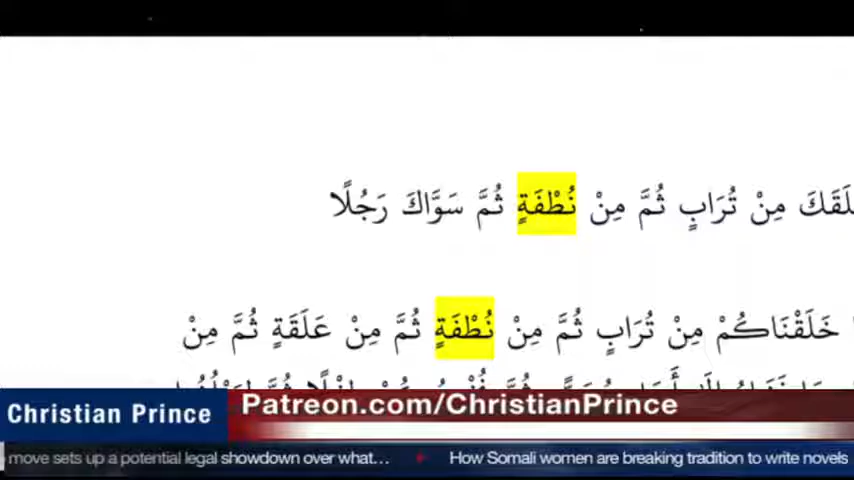 مِنْ تُرَابٍ ثُمَّ مِنْ نُطْفَةٍ ثُمَّ سَوَّاكَ رَجُلًا
خَلَقْنَاكُمْ مِنْ تُرَابٍ ثُمَّ مِنْ نُطْفَةٍ ثُمَّ مِنْ عَلَقَةٍ ثُمَّ مِنْ
Christian Prince
Patreon.com/ChristianPrince
move sets up a potential legal showdown over what... How Somali women are breaking tradition to write novels